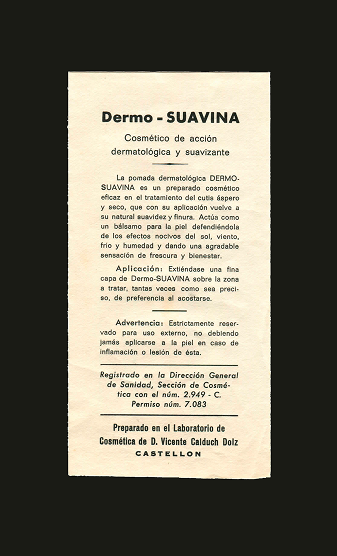 Dermo - SUAVINA
Cosmético de acción
dermatológica y suavizante
La pomada dermatológica DERMO-
SUAVINA es un preparado cosmético
eficaz en el tratamiento del cutis áspero
y seco, que con su aplicación vuelve a
su natural suavidez y finura. Actúa como
un bálsamo para la piel defendiéndola
de los efectos nocivos del sol, viento,
frío y humedad y dando una agradable
sensación de frescura y bienestar.
Aplicación: Extiéndase una fina
capa de Dermo-SUAVINA sobre la zona
a tratar, tantas veces como sea preci-
so, de preferencia al acostarse.
Advertencia: Estrictamente reser-
vado para uso externo, no debiendo
jamás aplicarse a la piel en caso de
inflamación o lesión de ésta.
Registrado en la Dirección General
de Sanidad, Sección de Cosmé-
tica con el núm. 2.949 - C.
Permiso núm. 7.083
Preparado en el Laboratorio de
Cosmética de D. Vicente Calduch Dolz
CASTELLON